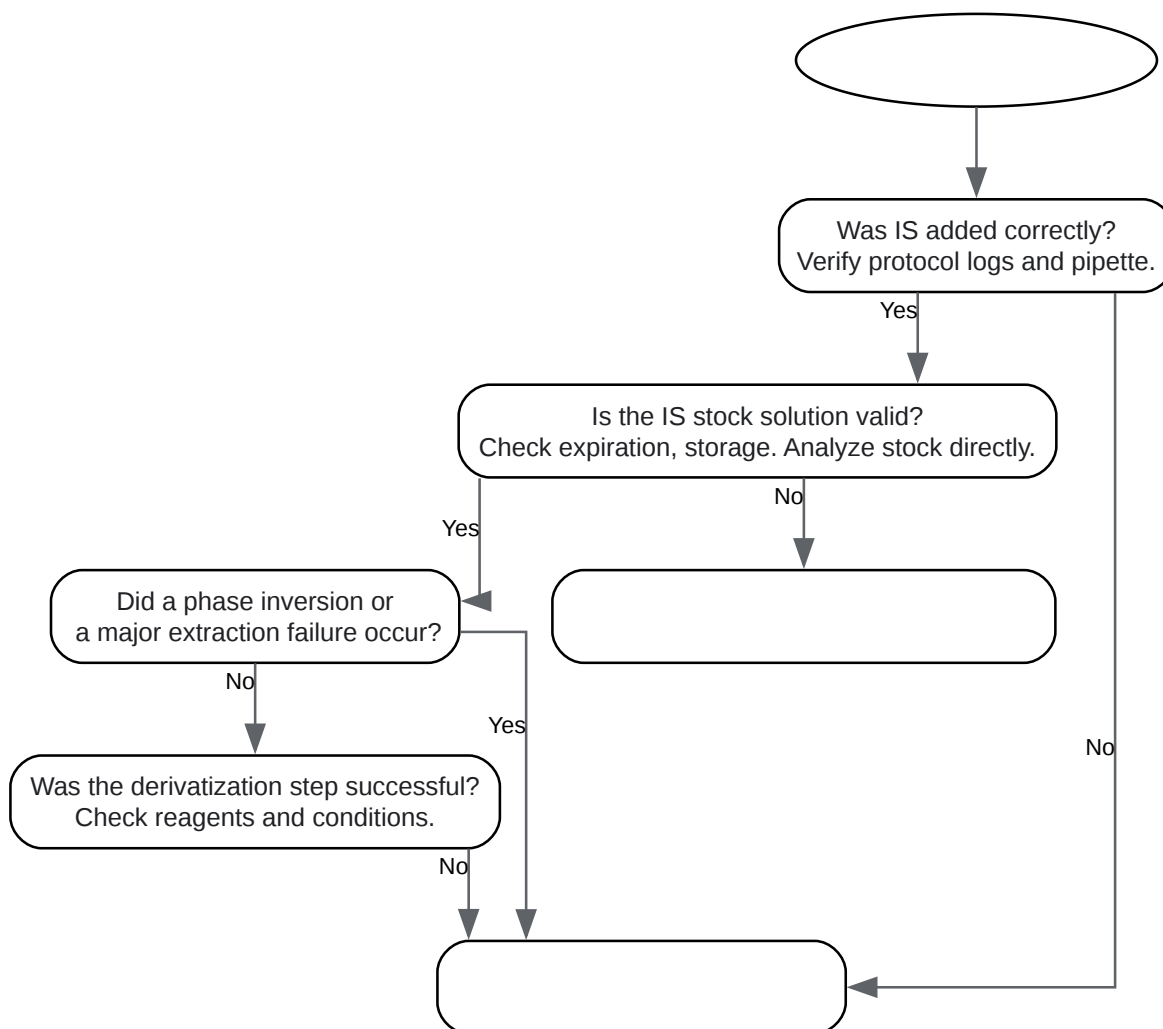 Was IS added correctly?
Verify protocol logs and pipette.
Yes
Is the IS stock solution valid?
Check expiration, storage. Analyze stock directly.
No
Yes
Did a phase inversion or
a major extraction failure occur?
No
Yes
No
Was the derivatization step successful?
Check reagents and conditions.
No